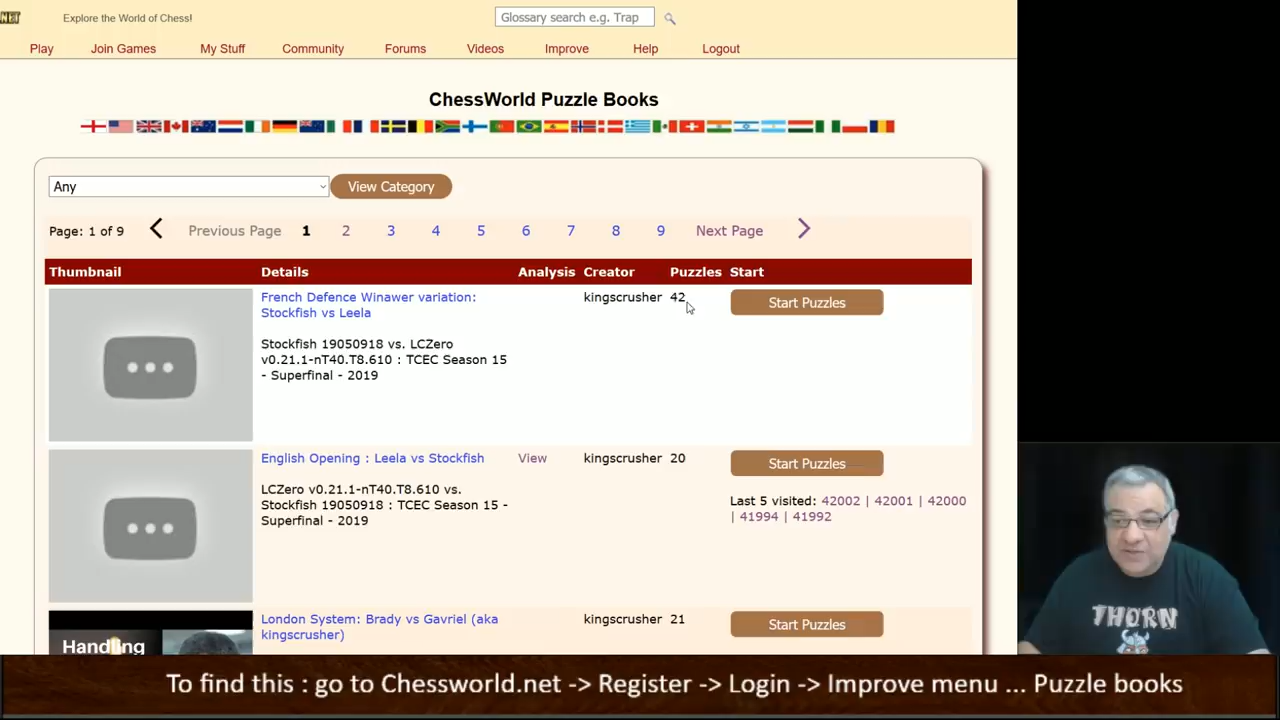 NET
Explore the World of Chess!
Glossary search e.g. Trap
Play Join Games My Stuff Community Forums Videos Improve Help Logout
ChessWorld Puzzle Books
Any
View Category
Page: 1 of 9 Previous Page 1 2 3 4 5 6 7 8 9 Next Page
Thumbnail Details Analysis Creator Puzzles Start
French Defence Winawer variation: kingscrusher 42 Start Puzzles
Stockfish vs Leela
Stockfish 19050918 vs. LCZero
v0.21.1-nT40.T8.610 : TCEC Season 15
- Superfinal - 2019
English Opening : Leela vs Stockfish View kingscrusher 20 Start Puzzles
LCZero v0.21.1-nT40.T8.610 vs.
Stockfish 19050918 : TCEC Season 15 -
Superfinal - 2019
Last 5 visited: 42002 | 42001 | 42000
| 41994 | 41992
London System: Brady vs Gavriel (aka kingscrusher 21 Start Puzzles
kingscrusher)
Handling
THORN
To find this : go to Chessworld.net -> Register -> Login -> Improve menu ... Puzzle books